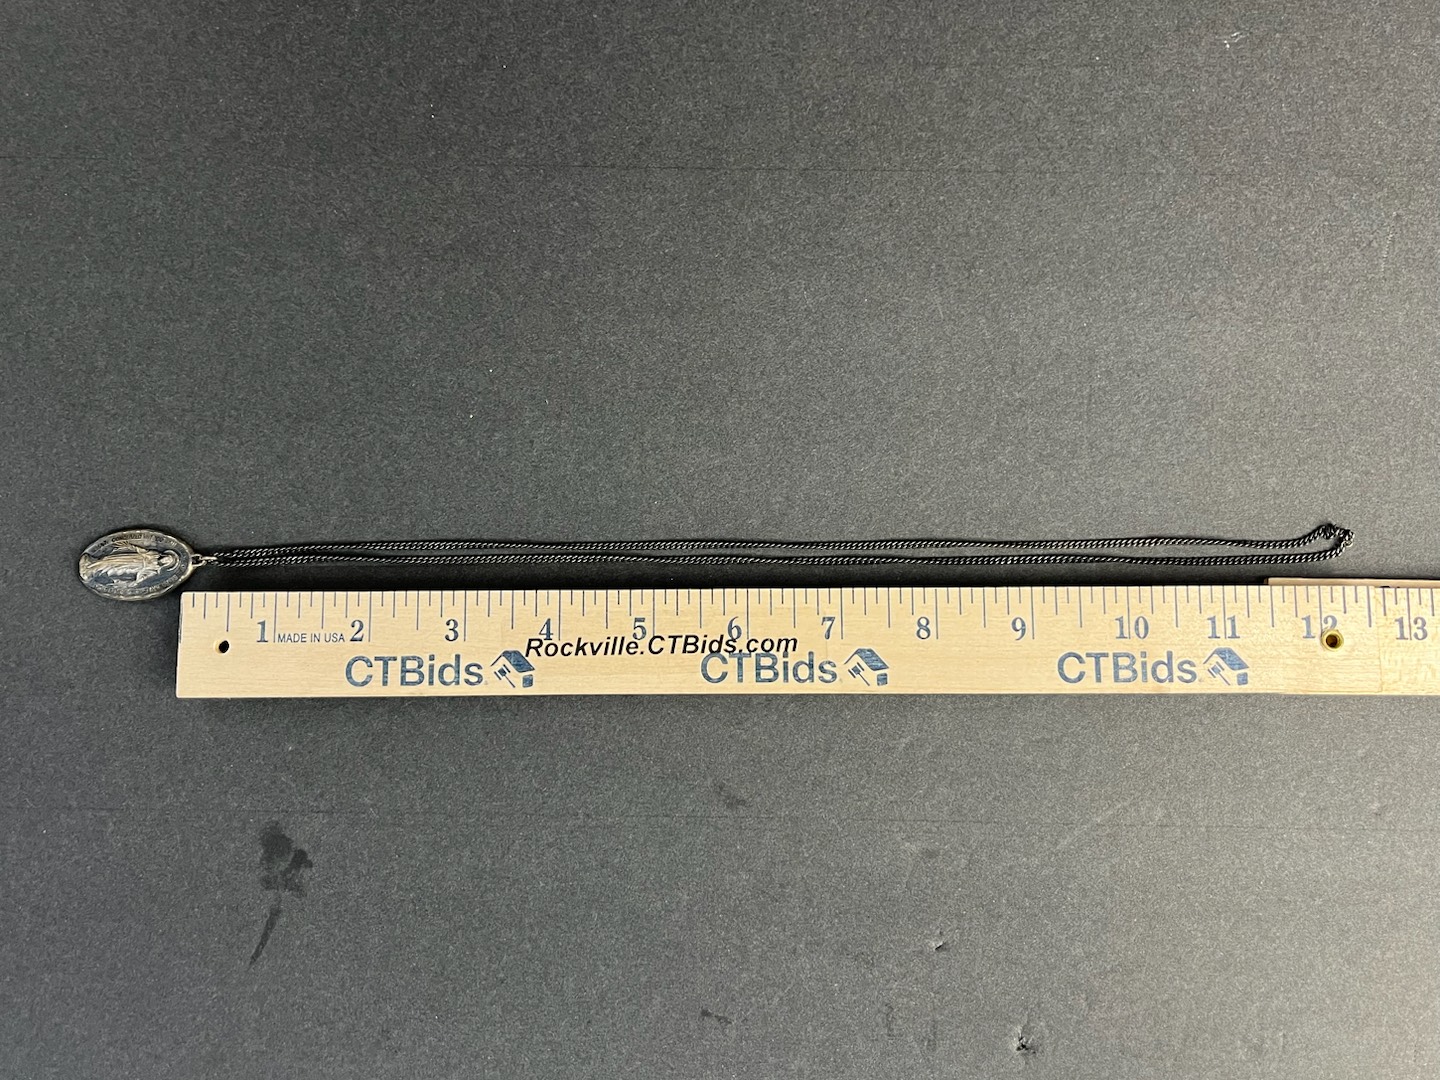 1 MADE IN USA 2 3 4 5 6 7 8 9 10 11 12 13
Rockville.CTBids.com
CTBids CTBids CTBids